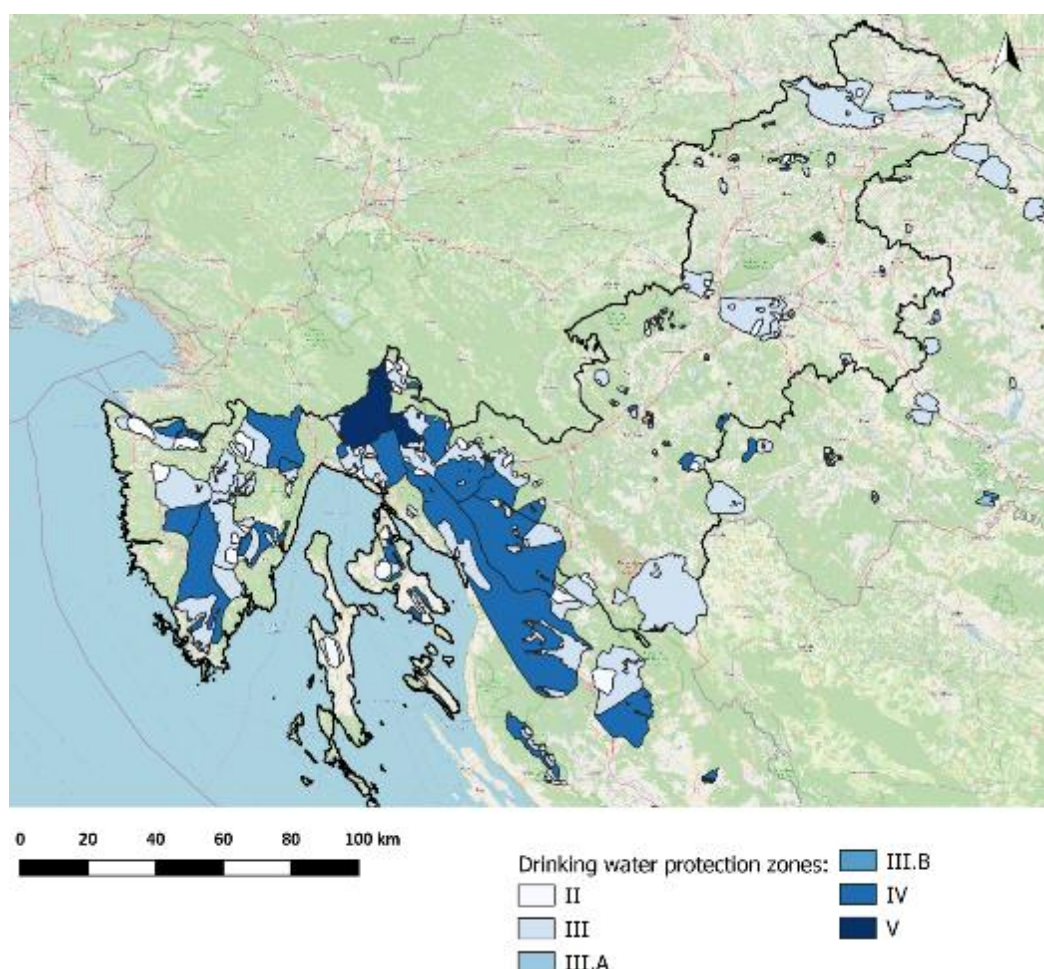 0 20 40 60 80 100 km
Drinking water protection zones:
II
III
III.A
III.B
IV
V